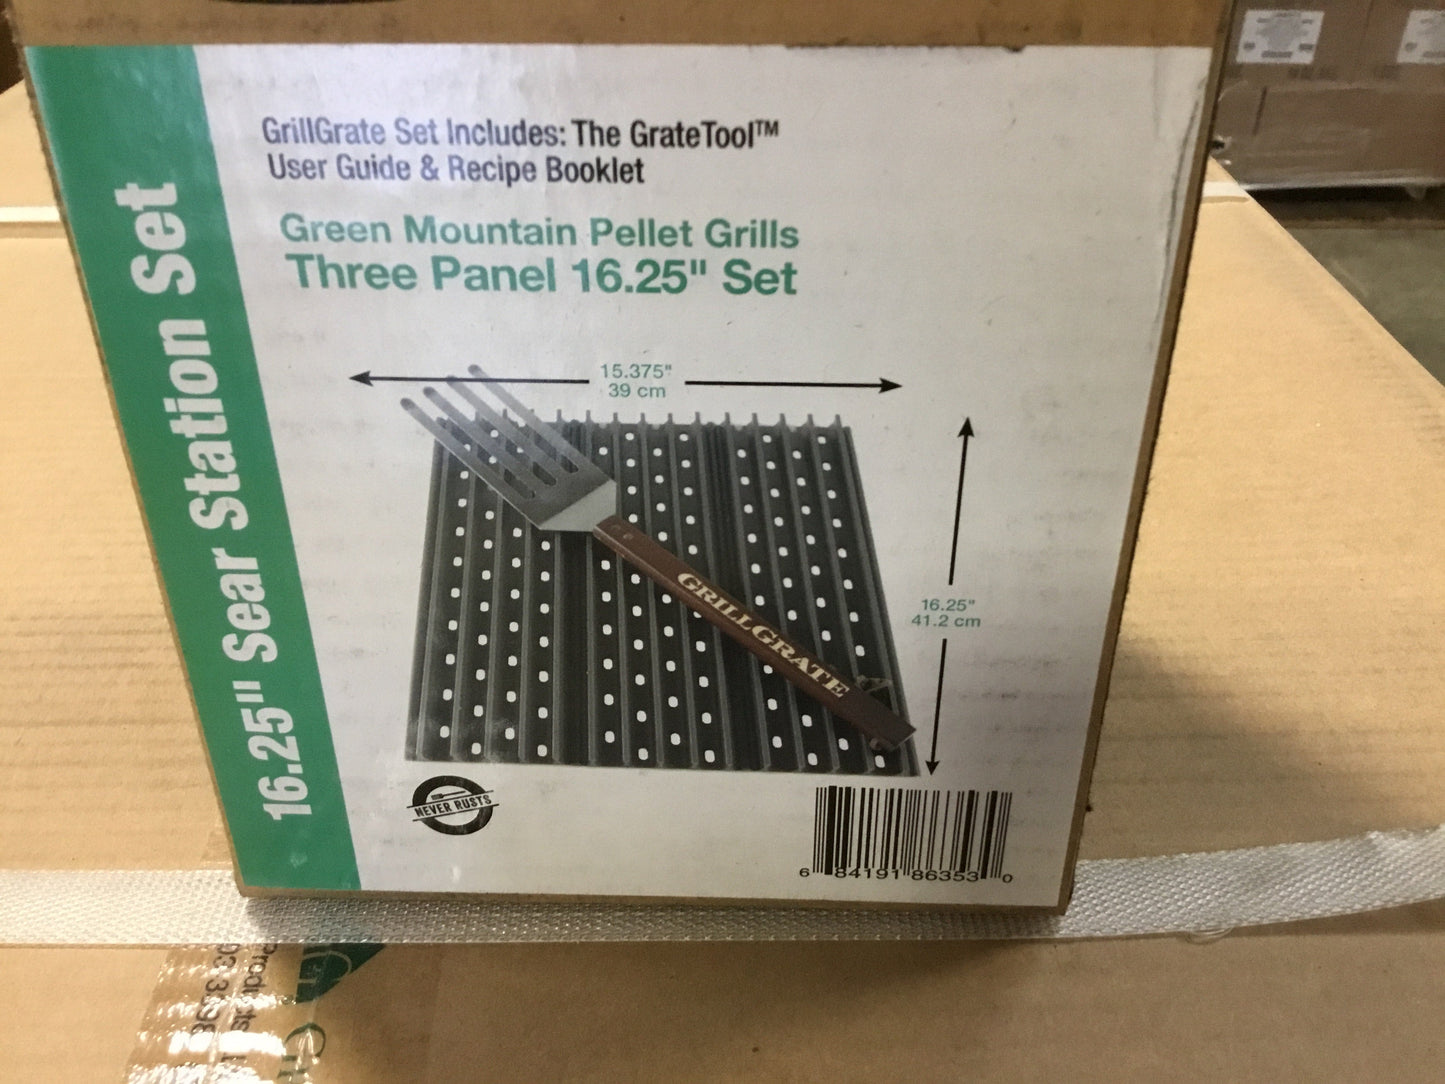 GrillGrate Set Includes: The GrateTool™
User Guide & Recipe Booklet
Green Mountain Pellet Grills
Three Panel 16.25" Set
16.25" Sear Station Set
15.375"
39 cm
16.25"
41.2 cm
GRILLGRATE
NEVER RUSTS
6 84191 86353 0